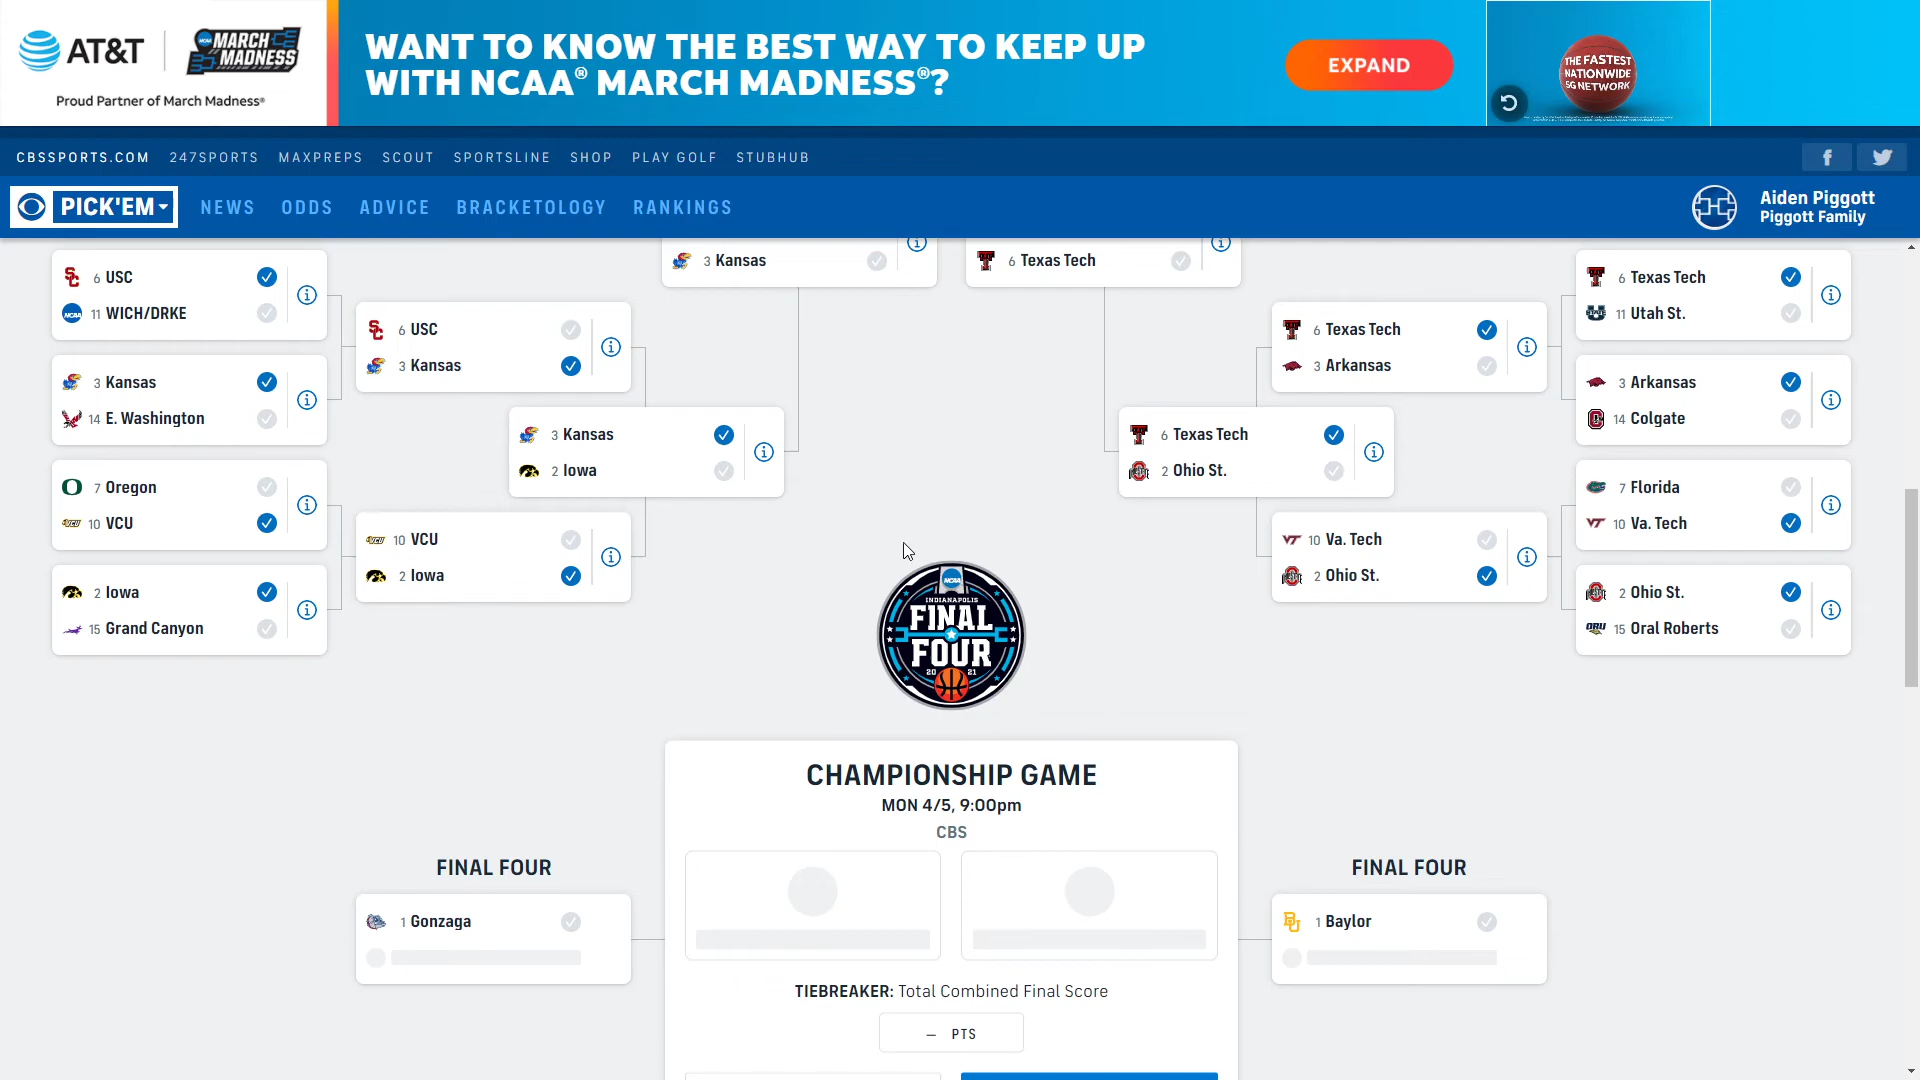 AT&T
NCAA MARCH MADNESS
Proud Partner of March Madness®
WANT TO KNOW THE BEST WAY TO KEEP UP
WITH NCAA® MARCH MADNESS®?
EXPAND
THE FASTEST
NATIONWIDE
5G NETWORK
CBSSPORTS.COM 247SPORTS MAXPREPS SCOUT SPORTSLINE SHOP PLAY GOLF STUBHUB
PICK'EM NEWS ODDS ADVICE BRACKETOLOGY RANKINGS
Aiden Piggott
Piggott Family
3 Kansas
6 Texas Tech
6 USC
11 WICH/DRKE
3 Kansas
14 E. Washington
7 Oregon
10 VCU
2 Iowa
15 Grand Canyon
6 USC
3 Kansas
10 VCU
2 Iowa
3 Kansas
2 Iowa
6 Texas Tech
2 Ohio St.
6 Texas Tech
3 Arkansas
10 Va. Tech
2 Ohio St.
6 Texas Tech
11 Utah St.
3 Arkansas
14 Colgate
7 Florida
10 Va. Tech
2 Ohio St.
15 Oral Roberts
NCAA
INDIANAPOLIS
FINAL
FOUR
20 21
CHAMPIONSHIP GAME
MON 4/5, 9:00pm
CBS
FINAL FOUR
1 Gonzaga
FINAL FOUR
1 Baylor
TIEBREAKER: Total Combined Final Score
– PTS